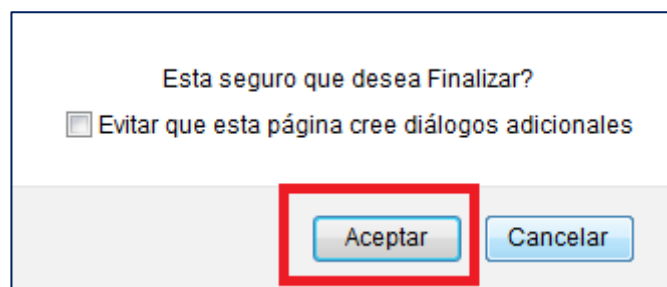 Esta seguro que desea Finalizar?
Evitar que esta página cree diálogos adicionales
Aceptar Cancelar